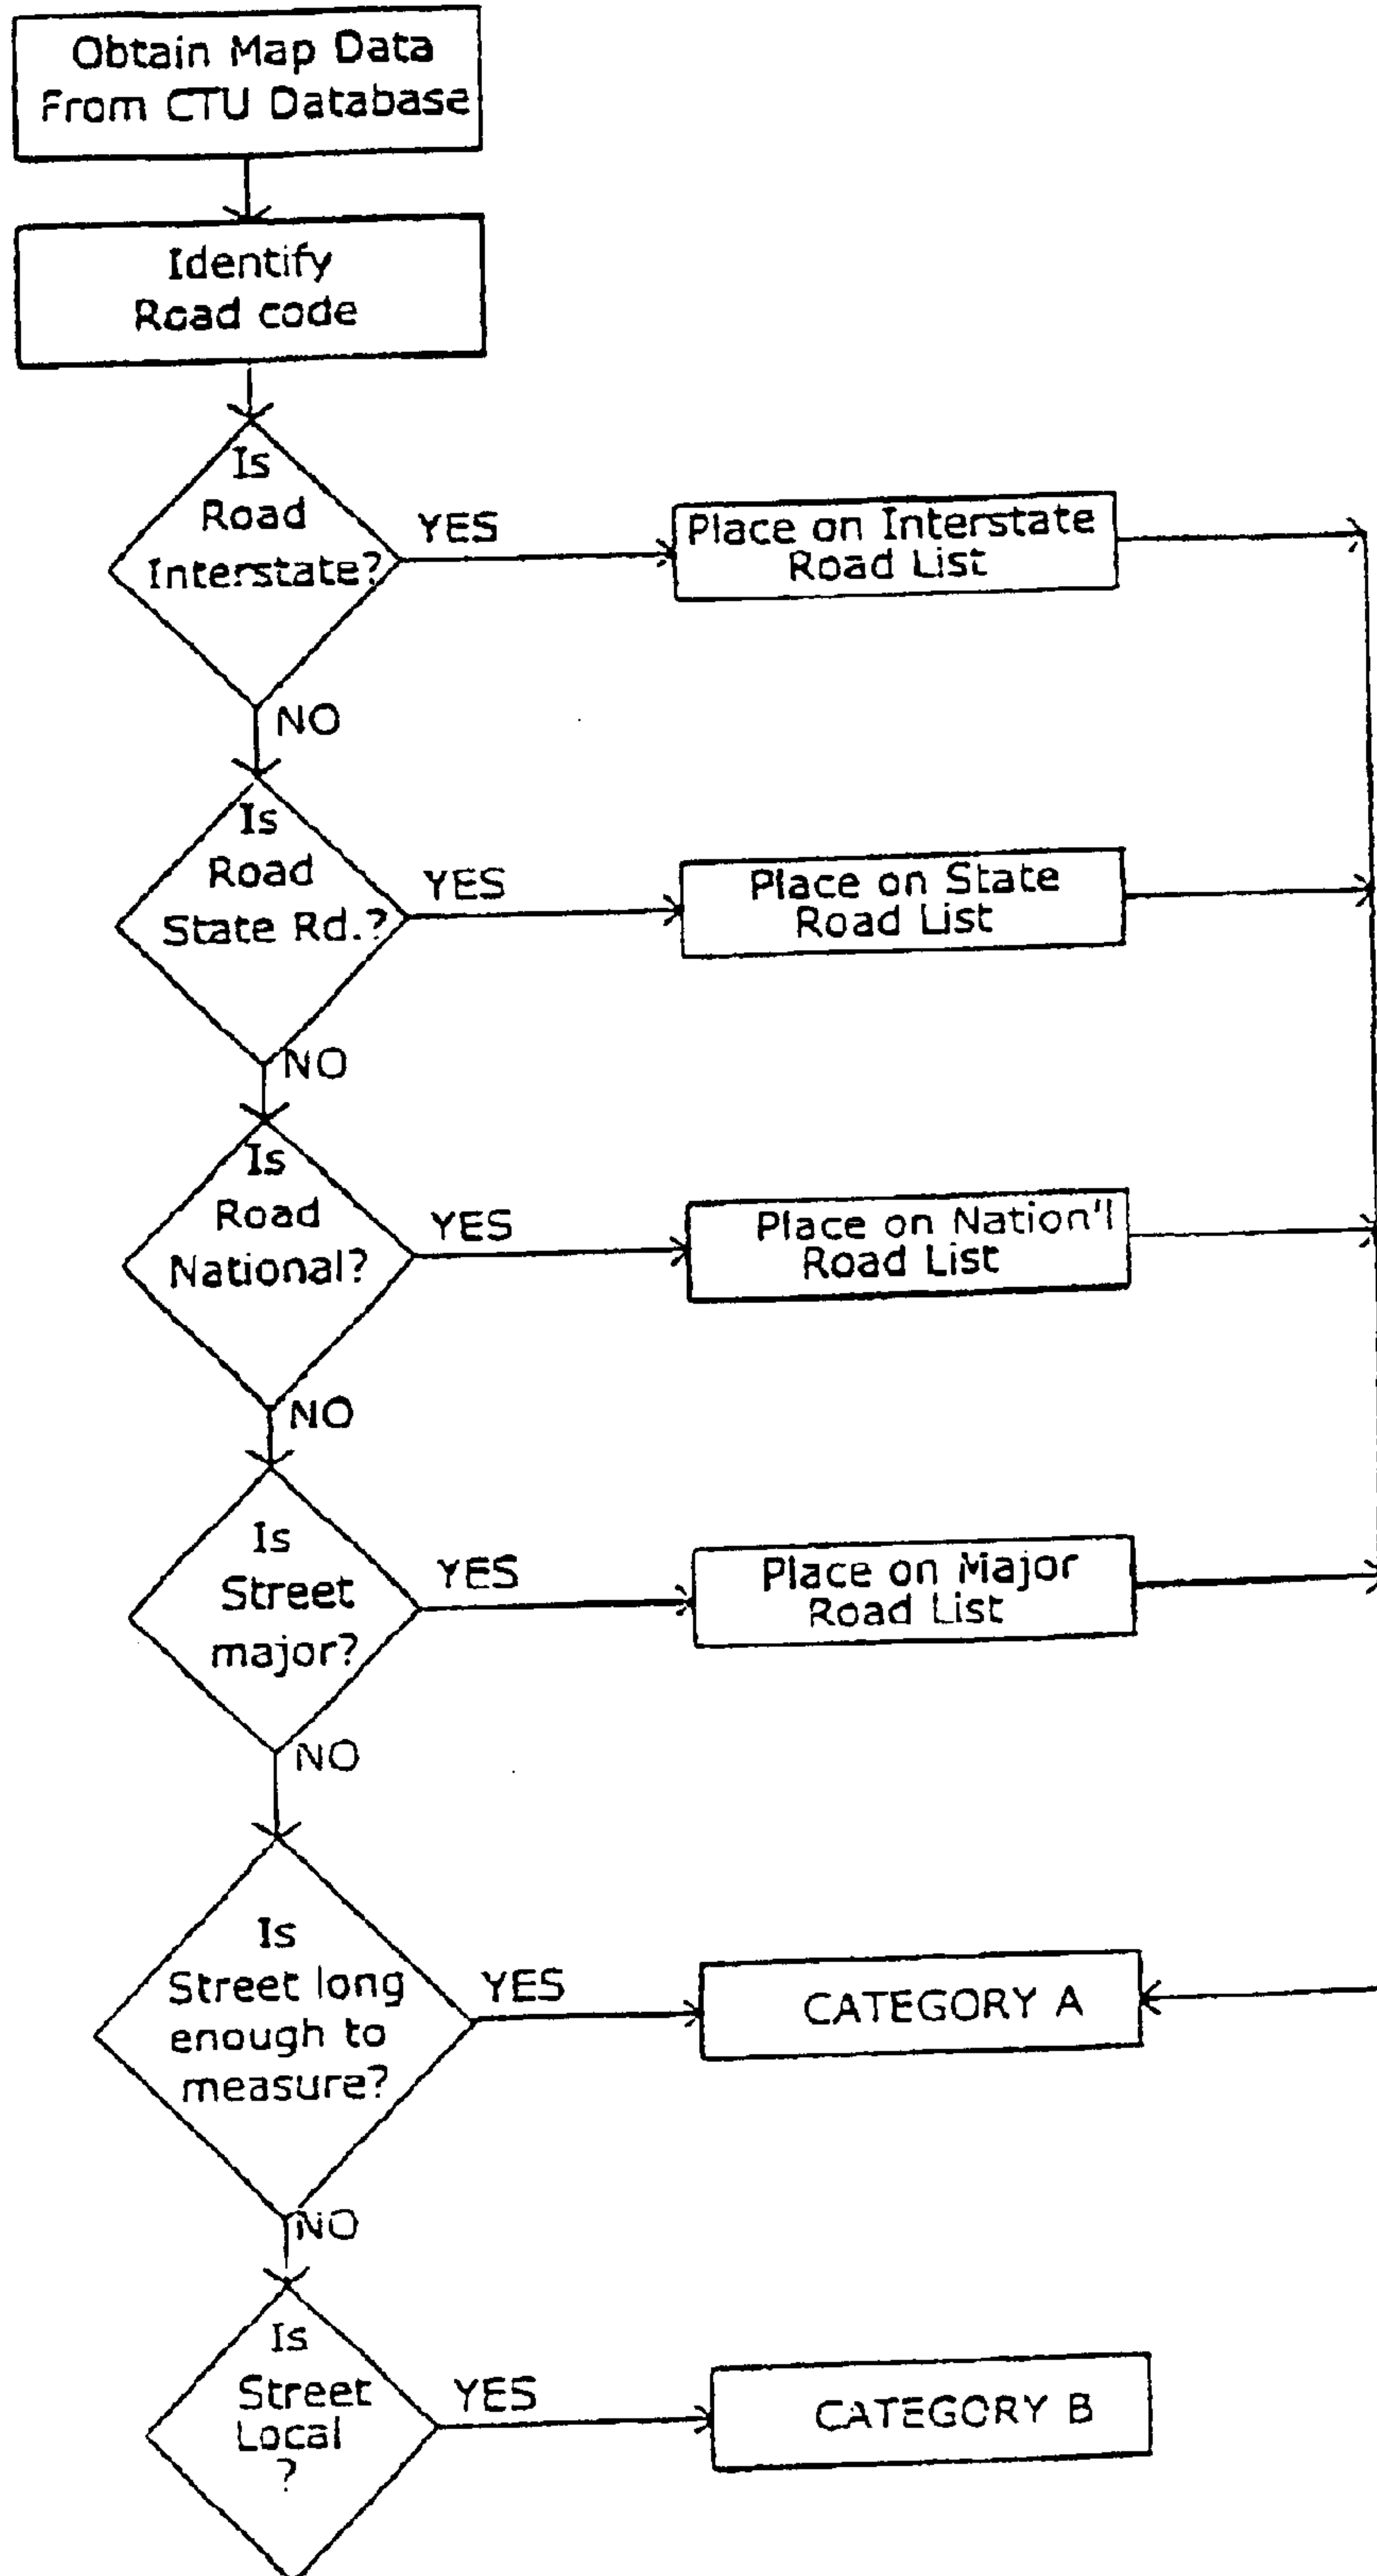 Obtain Map Data
From CTU Database
Identify
Road code
Is
Road
Interstate?
YES
Place on Interstate
Road List
NO
Is
Road
State Rd.?
YES
Place on State
Road List
NO
Is
Road
National?
YES
Place on Nation'l
Road List
NO
Is
Street
major?
YES
Place on Major
Road List
NO
Is
Street long
enough to
measure?
YES
CATEGORY A
NO
Is
Street
Local
?
YES
CATEGORY B